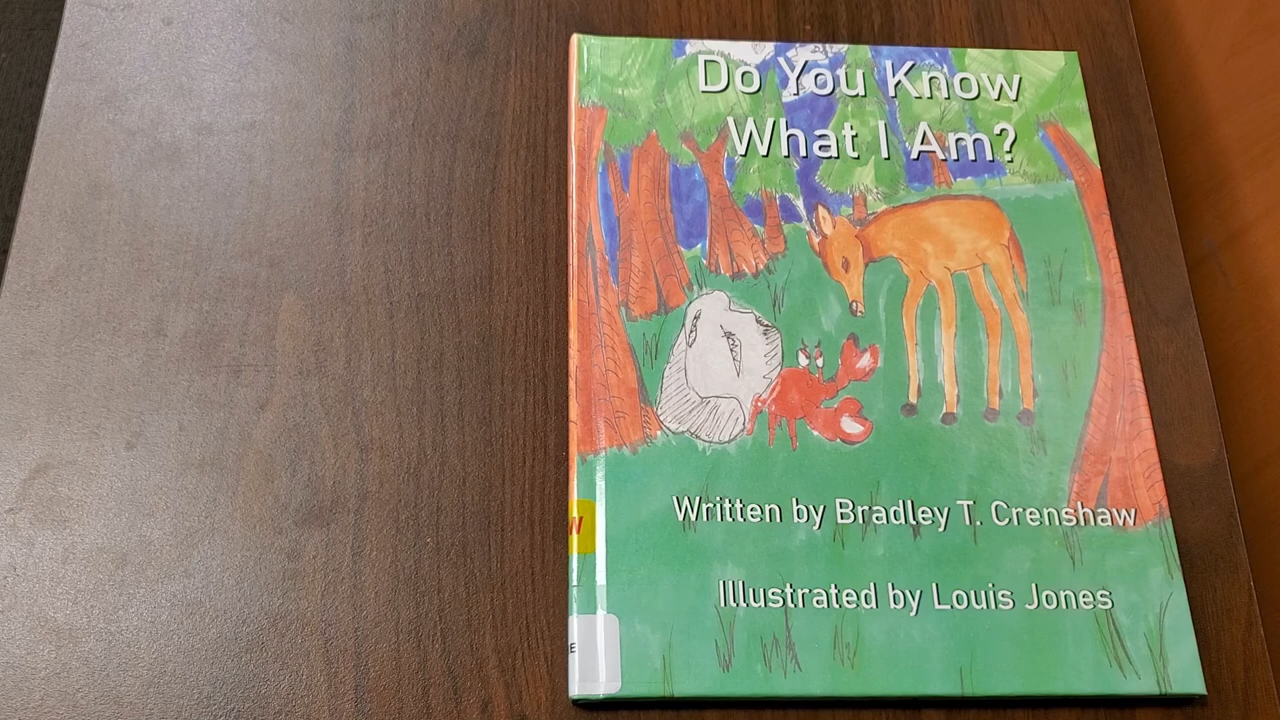 Do You Know
What I Am?
Written by Bradley T. Crenshaw
Illustrated by Louis Jones
W
E